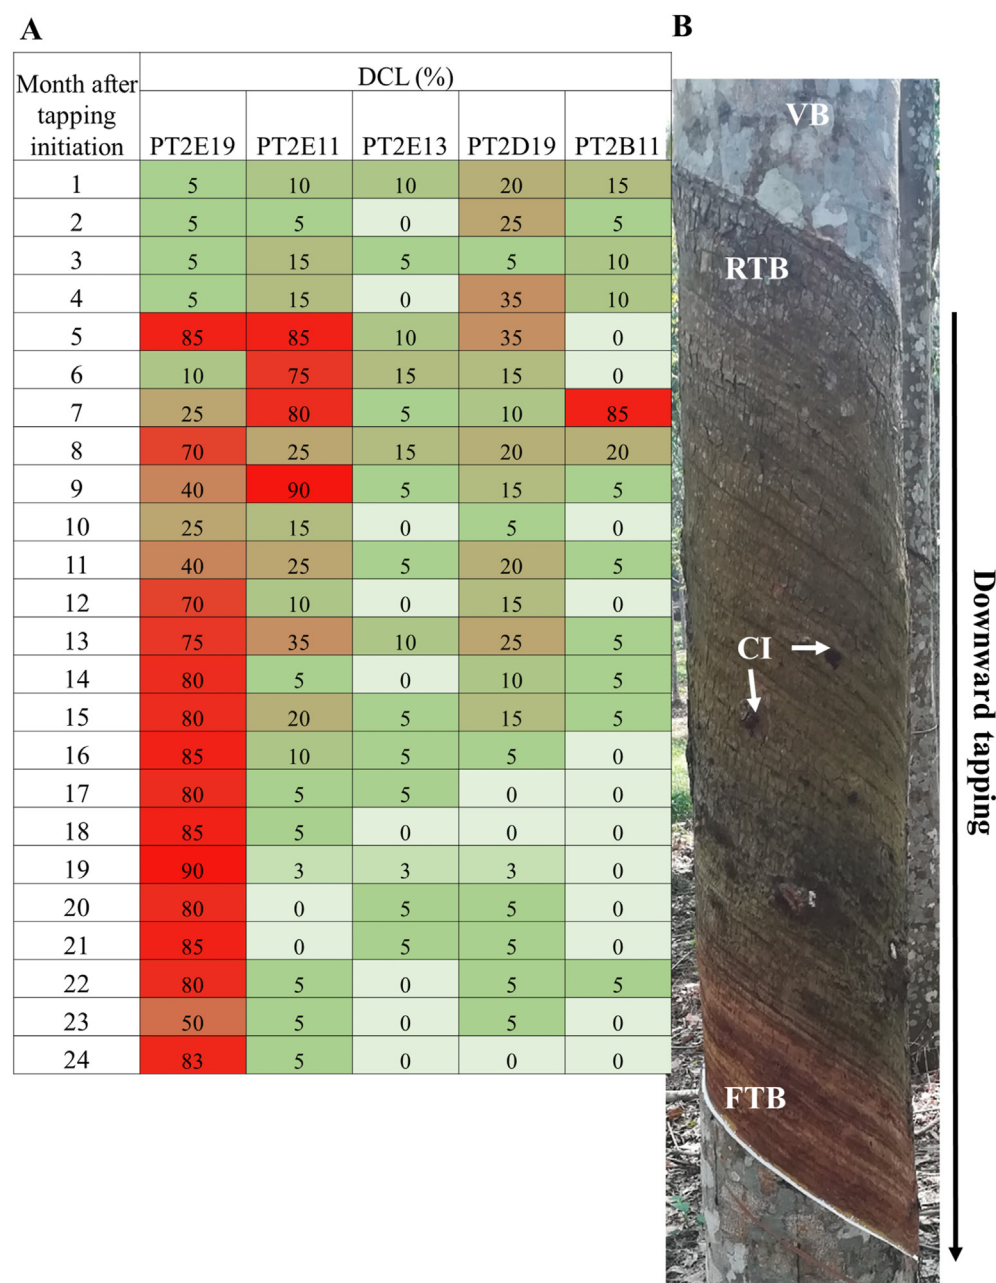 A
B
Month after tapping initiation
DCL (%)
PT2E19 PT2E11 PT2E13 PT2D19 PT2B11
1 5 10 10 20 15
2 5 5 0 25 5
3 5 15 5 5 10
4 5 15 0 35 10
5 85 85 10 35 0
6 10 75 15 15 0
7 25 80 5 10 85
8 70 25 15 20 20
9 40 90 5 15 5
10 25 15 0 5 0
11 40 25 5 20 5
12 70 10 0 15 0
13 75 35 10 25 5
14 80 5 0 10 5
15 80 20 5 15 5
16 85 10 5 5 0
17 80 5 5 0 0
18 85 5 0 0 0
19 90 3 3 3 0
20 80 0 5 5 0
21 85 0 5 5 0
22 80 5 0 5 5
23 50 5 0 5 0
24 83 5 0 0 0
VB
RTB
CI
FTB
Downward tapping